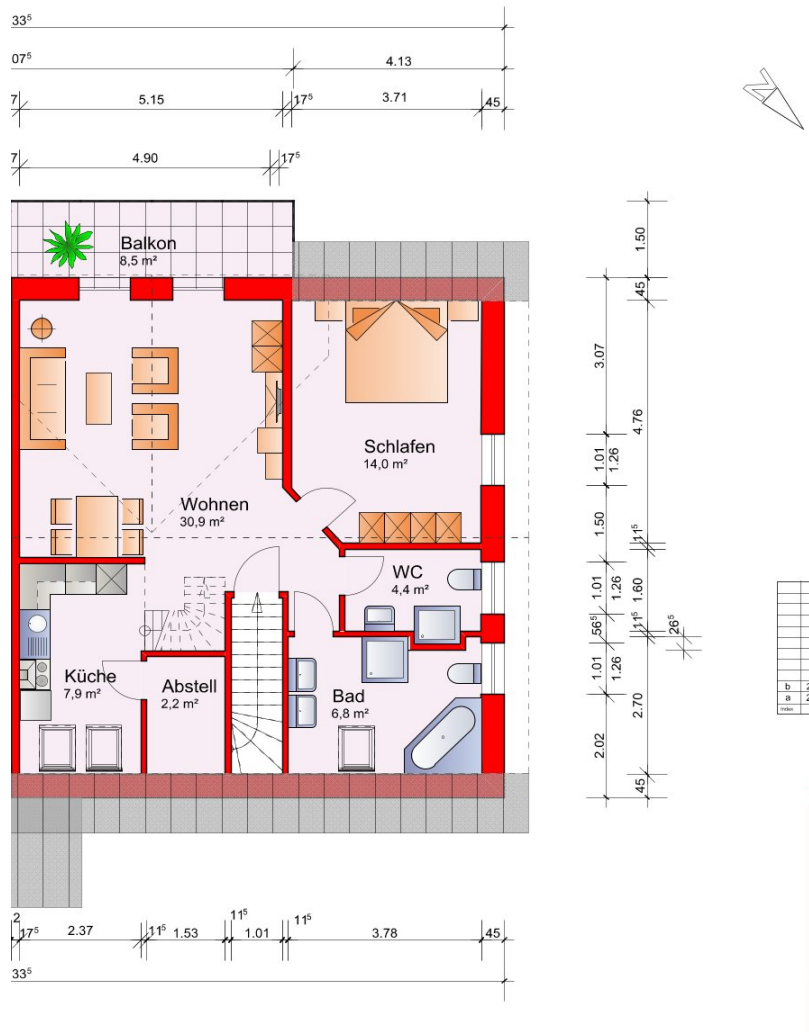 33⁵
07⁵
4.13
7
5.15
17⁵
3.71
45
7
4.90
17⁵
Balkon
8,5 m²
1.50
45
3.07
4.76
Schlafen
14,0 m²
1.01
1.26
Wohnen
30,9 m²
1.50
11⁵
WC
4,4 m²
1.01
1.26
1.60
56⁵
11⁵
26⁵
Küche
7,9 m²
Abstell
2,2 m²
Bad
6,8 m²
1.01
1.26
2.70
2.02
45
b
a
Index
2
17⁵
2.37
11⁵
1.53
11⁵
1.01
11⁵
3.78
45
33⁵